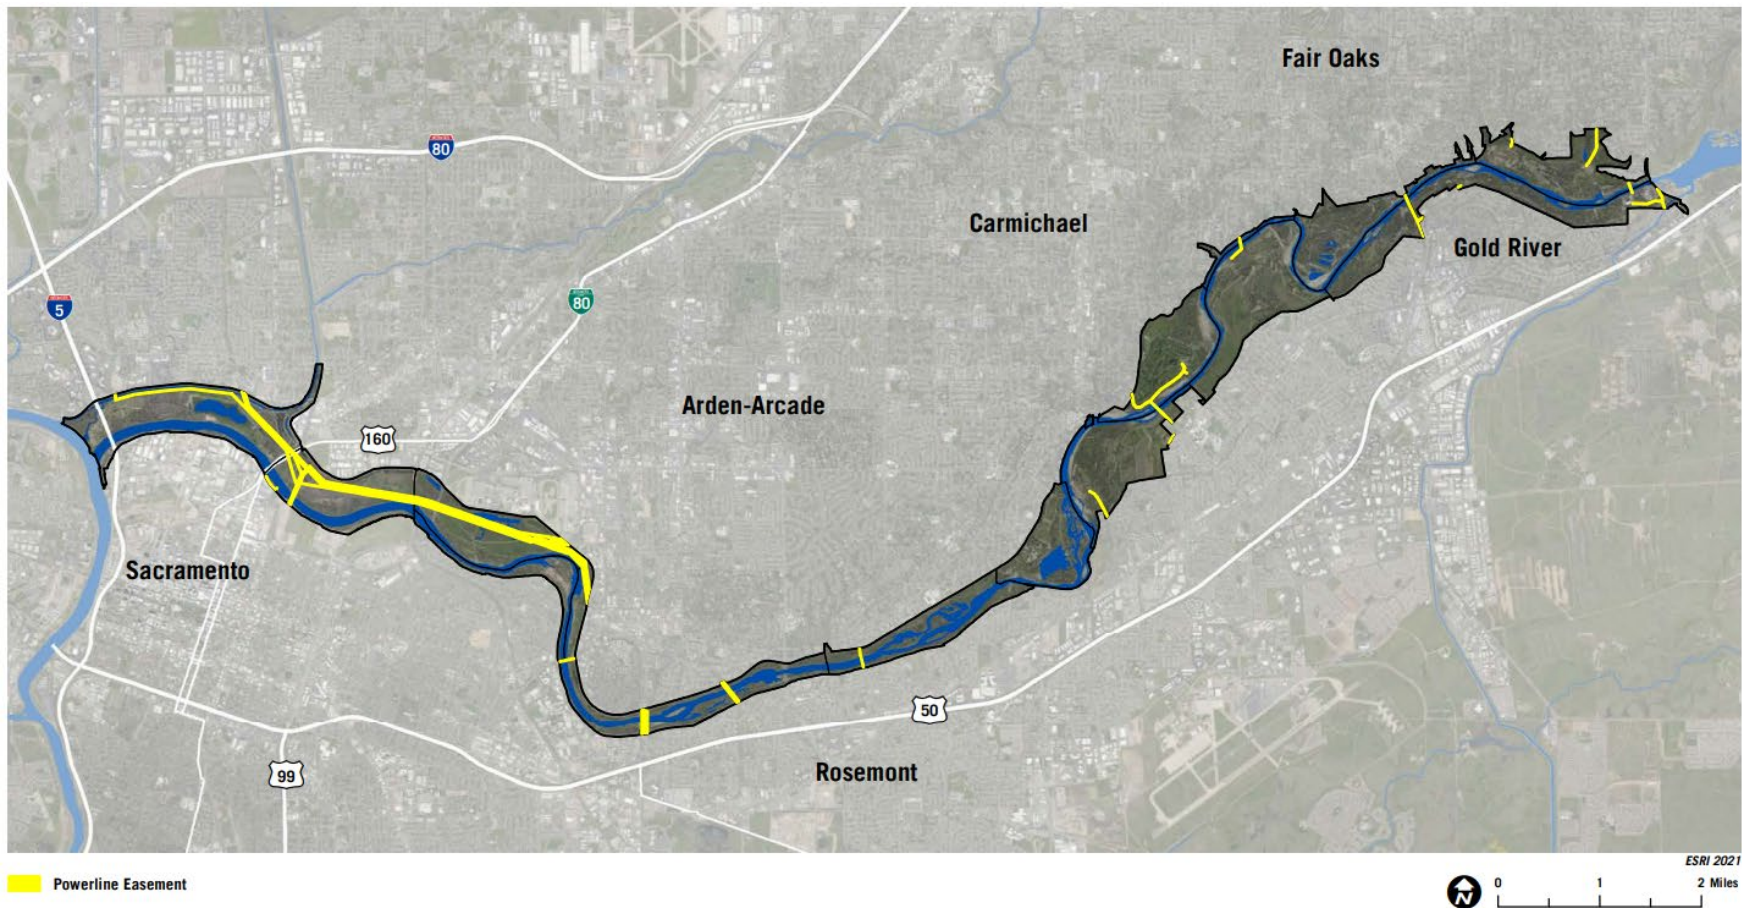 Fair Oaks
80
Carmichael
Gold River
5
80
Arden-Arcade
160
Sacramento
50
99
Rosemont
ESRI 2021
Powerline Easement
N
0 1 2 Miles